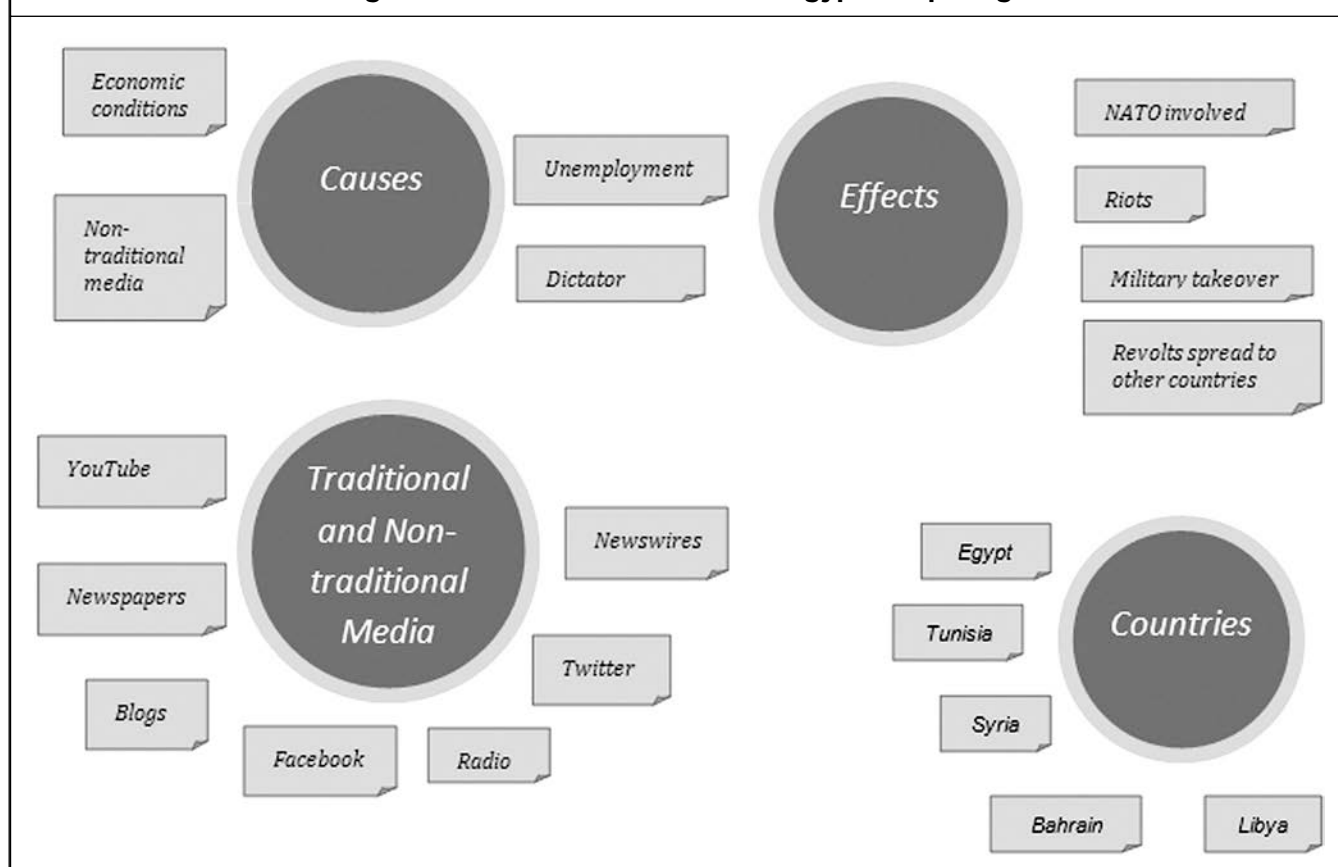 Economic
conditions
Causes
Non-
traditional
media
Unemployment
Dictator
Effects
NATO involved
Riots
Military takeover
Revolts spread to
other countries
Traditional
and Non-
traditional
Media
YouTube
Newspapers
Blogs
Facebook
Radio
Twitter
Newswires
Countries
Egypt
Tunisia
Syria
Bahrain
Libya